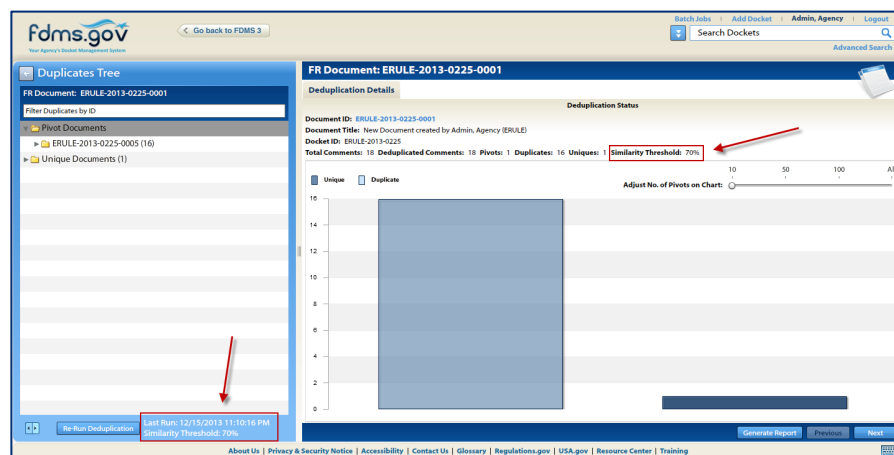 Batch Jobs | Add Docket | Admin, Agency | Logout
fdms.gov
Your Agency's Docket Management System
Go back to FDMS 3
Search Dockets
Advanced Search
Duplicates Tree
FR Document: ERULE-2013-0225-0001
Filter Duplicates by ID
Pivot Documents
ERULE-2013-0225-0005 (16)
Unique Documents (1)
Re-Run Deduplication
Last Run: 12/15/2013 11:10:16 PM
Similarity Threshold: 70%
FR Document: ERULE-2013-0225-0001
Deduplication Details
Deduplication Status
Document ID: ERULE-2013-0225-0001
Document Title: New Document created by Admin, Agency (ERULE)
Docket ID: ERULE-2013-0225
Total Comments: 18 Deduplicated Comments: 18 Pivots: 1 Duplicates: 16 Uniques: 1 Similarity Threshold: 70%
Unique Duplicate
10 50 100 Al
Adjust No. of Pivots on Chart:
16
14
12
10
8
6
4
2
0
Generate Report Previous Next
About Us | Privacy & Security Notice | Accessibility | Contact Us | Glossary | Regulations.gov | USA.gov | Resource Center | Training